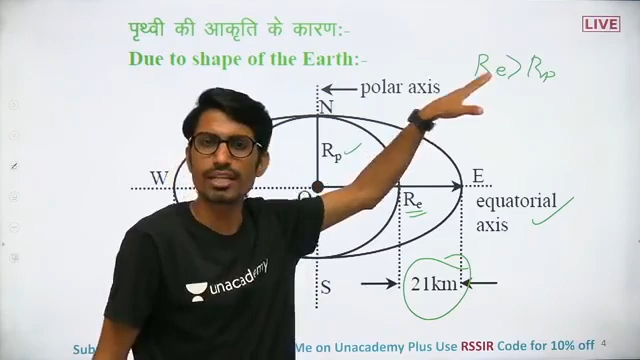 पृथ्वी की आकृति के कारण:-
LIVE
Due to shape of the Earth:-
Re > Rp
polar axis
N
Rp
W
E
O
Re
equatorial
axis
S
21km
unacademy
Me on Unacademy Plus Use RSSIR Code for 10% off
4